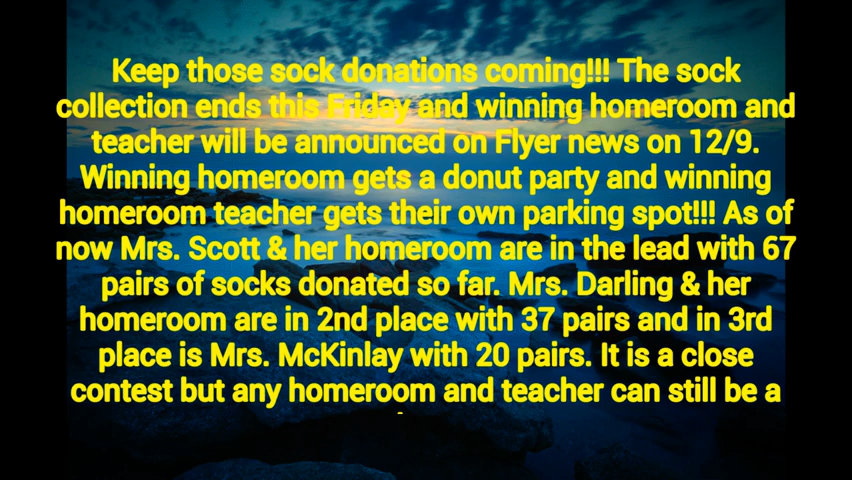 Keep those sock donations coming!!! The sock
collection ends this Friday and winning homeroom and
teacher will be announced on Flyer news on 12/9.
Winning homeroom gets a donut party and winning
homeroom teacher gets their own parking spot!!! As of
now Mrs. Scott & her homeroom are in the lead with 67
pairs of socks donated so far. Mrs. Darling & her
homeroom are in 2nd place with 37 pairs and in 3rd
place is Mrs. McKinlay with 20 pairs. It is a close
contest but any homeroom and teacher can still be a